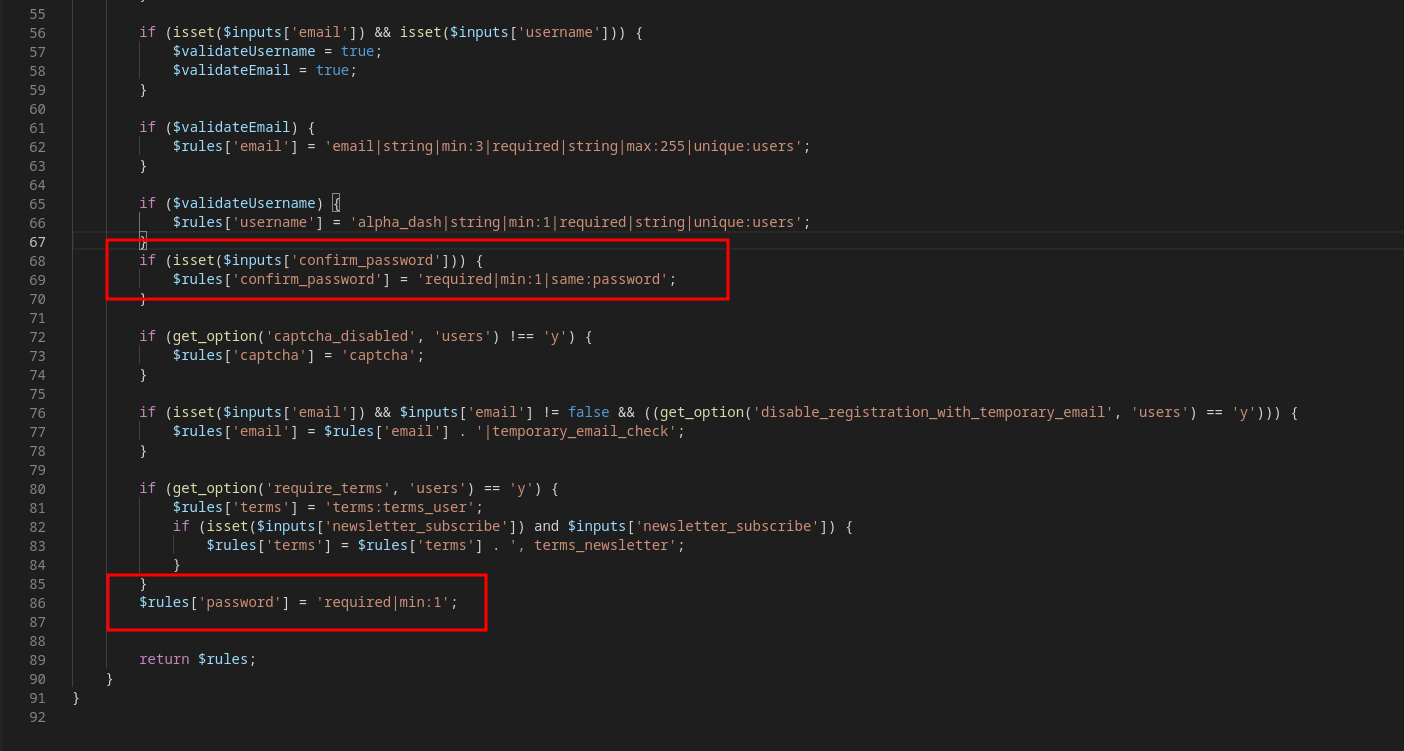 55
56 if (isset($inputs['email']) && isset($inputs['username'])) {
57 $validateUsername = true;
58 $validateEmail = true;
59 }
60
61 if ($validateEmail) {
62 $rules['email'] = 'email|string|min:3|required|string|max:255|unique:users';
63 }
64
65 if ($validateUsername) {
66 $rules['username'] = 'alpha_dash|string|min:1|required|string|unique:users';
67 }
68 if (isset($inputs['confirm_password'])) {
69 $rules['confirm_password'] = 'required|min:1|same:password';
70 }
71
72 if (get_option('captcha_disabled', 'users') !== 'y') {
73 $rules['captcha'] = 'captcha';
74 }
75
76 if (isset($inputs['email']) && $inputs['email'] != false && ((get_option('disable_registration_with_temporary_email', 'users') == 'y'))) {
77 $rules['email'] = $rules['email'] . '|temporary_email_check';
78 }
79
80 if (get_option('require_terms', 'users') == 'y') {
81 $rules['terms'] = 'terms:terms_user';
82 if (isset($inputs['newsletter_subscribe']) and $inputs['newsletter_subscribe']) {
83 $rules['terms'] = $rules['terms'] . ', terms_newsletter';
84 }
85 }
86 $rules['password'] = 'required|min:1';
87
88
89 return $rules;
90 }
91 }
92